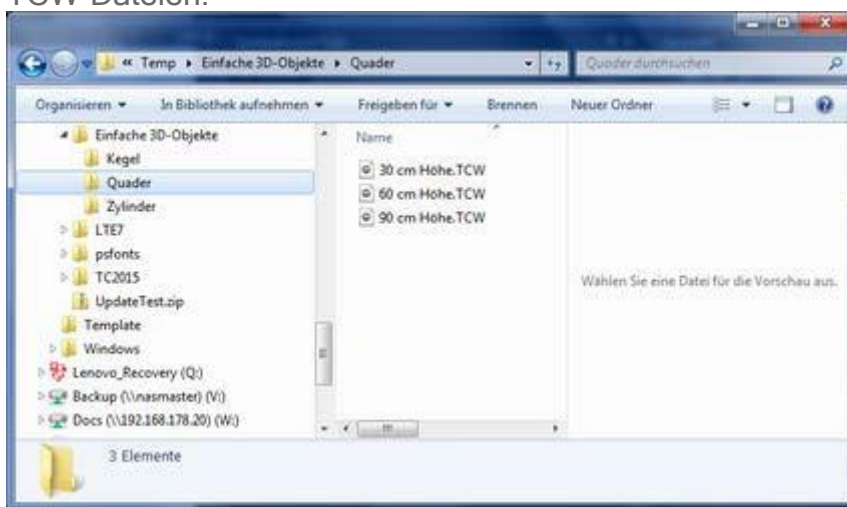 TCW-Dateien.
« Temp ▸ Einfache 3D-Objekte ▸ Quader
Quader durchsuchen
Organisieren
In Bibliothek aufnehmen
Freigeben für
Brennen
Neuer Ordner
Einfache 3D-Objekte
Kegel
Quader
Zylinder
LTE7
psfonts
TC2015
UpdateTest.zip
Template
Windows
Lenovo_Recovery (Q:)
Backup (\\nasmaster) (V:)
Docs (\\192.168.178.20) (W:)
Name
30 cm Höhe.TCW
60 cm Höhe.TCW
90 cm Höhe.TCW
Wählen Sie eine Datei für die Vorschau aus.
3 Elemente